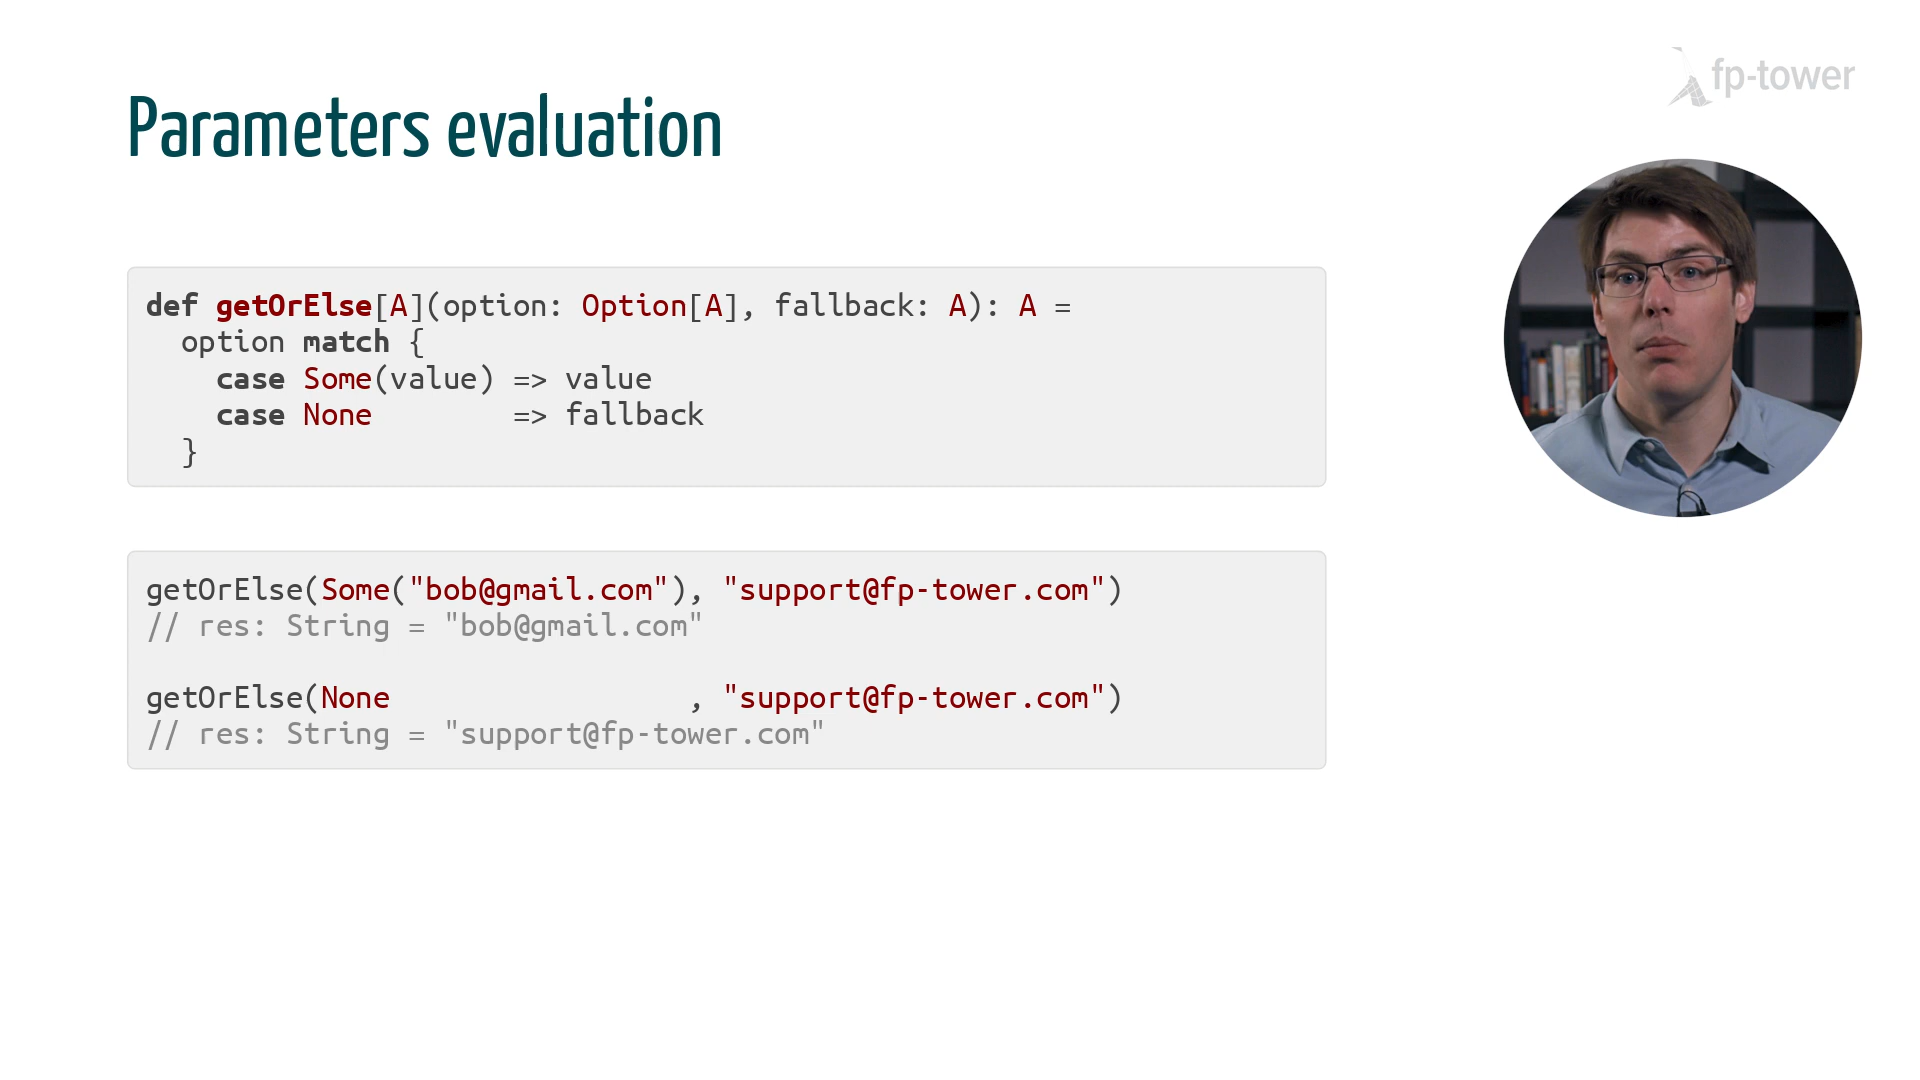 fp-tower
Parameters evaluation
def getOrElse[A](option: Option[A], fallback: A): A =
  option match {
    case Some(value) => value
    case None        => fallback
  }
getOrElse(Some("bob@gmail.com"), "support@fp-tower.com")
// res: String = "bob@gmail.com"
getOrElse(None                 , "support@fp-tower.com")
// res: String = "support@fp-tower.com"